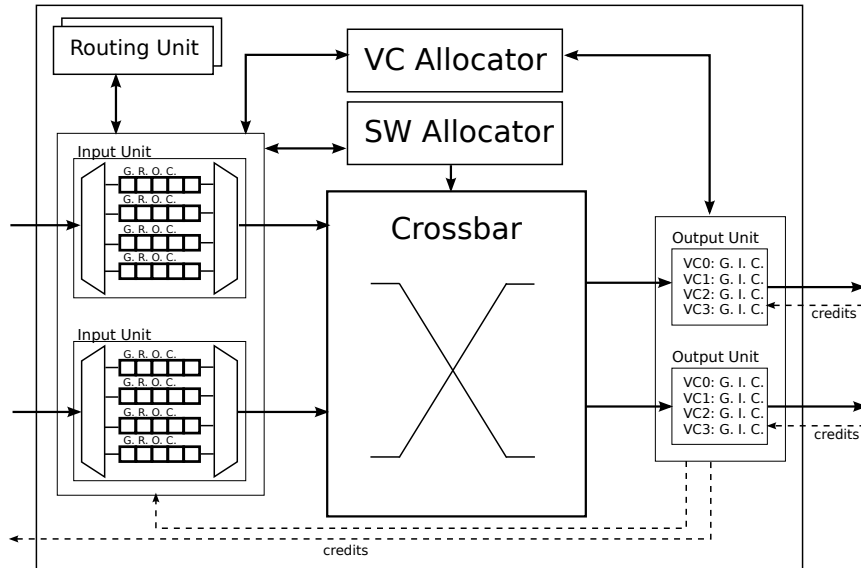 Routing Unit
VC Allocator
SW Allocator
Input Unit
G. R. O. C.
G. R. O. C.
G. R. O. C.
G. R. O. C.
Crossbar
Output Unit
VC0: G. I. C.
VC1: G. I. C.
VC2: G. I. C.
VC3: G. I. C.
credits
Input Unit
G. R. O. C.
G. R. O. C.
G. R. O. C.
G. R. O. C.
Output Unit
VC0: G. I. C.
VC1: G. I. C.
VC2: G. I. C.
VC3: G. I. C.
credits
credits